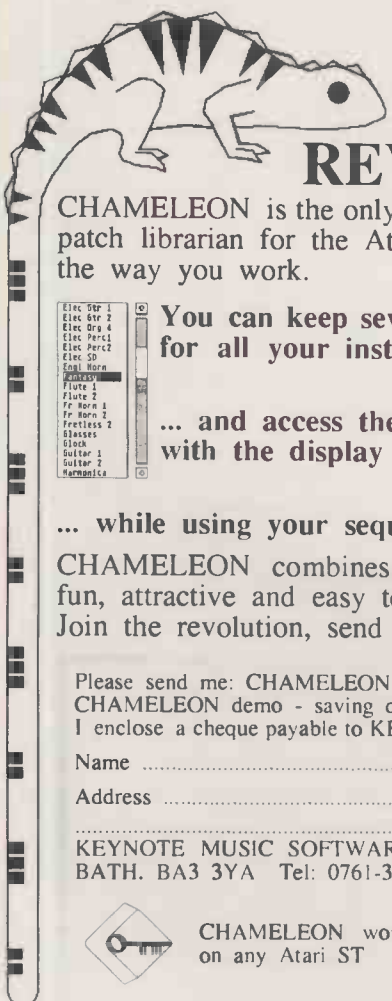 REV
CHAMELEON is the only
patch librarian for the At
the way you work.
Elec Gtr 1
Elec Gtr 2
Elec Org 4
Elec Perc1
Elec Perc2
Elec SD
Engl Horn
Fantasy
Flute 1
Flute 2
Fr Horn 1
Fr Horn 2
Fretless 2
Glasses
Glock
Guitar 1
Guitar 2
Harmonica
You can keep sev
for all your inst
... and access the
with the display
... while using your sequ
CHAMELEON combines
fun, attractive and easy to
Join the revolution, send
Please send me: CHAMELEON
CHAMELEON demo - saving d
I enclose a cheque payable to KE
Name
Address
KEYNOTE MUSIC SOFTWAR
BATH. BA3 3YA Tel: 0761-3
CHAMELEON wo
on any Atari ST